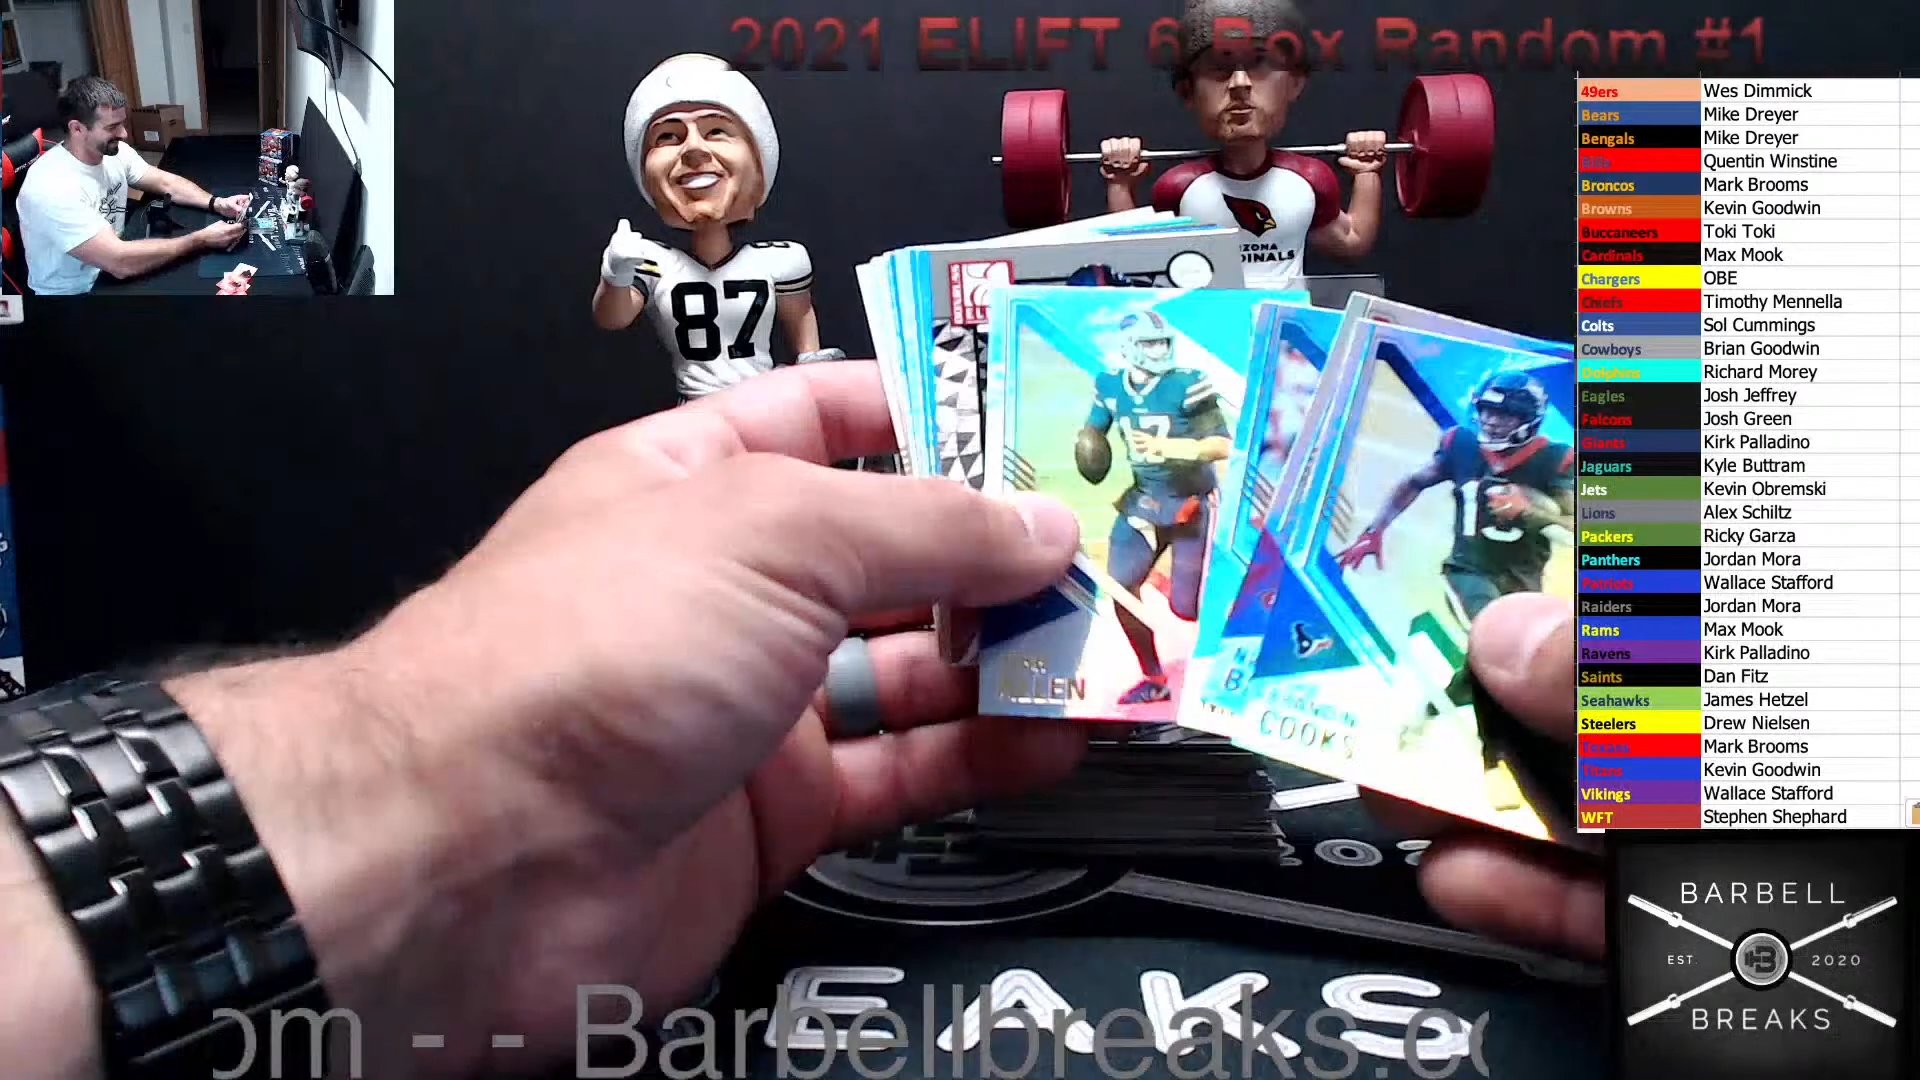 2021 ELIFT 6 Box Random #1
49ers Wes Dimmick
Bears Mike Dreyer
Bengals Mike Dreyer
Bills Quentin Winstine
Broncos Mark Brooms
Browns Kevin Goodwin
Buccaneers Toki Toki
Cardinals Max Mook
Chargers OBE
Chiefs Timothy Mennella
Colts Sol Cummings
Cowboys Brian Goodwin
Dolphins Richard Morey
Eagles Josh Jeffrey
Falcons Josh Green
Giants Kirk Palladino
Jaguars Kyle Buttram
Jets Kevin Obremski
Lions Alex Schiltz
Packers Ricky Garza
Panthers Jordan Mora
Patriots Wallace Stafford
Raiders Jordan Mora
Rams Max Mook
Ravens Kirk Palladino
Saints Dan Fitz
Seahawks James Hetzel
Steelers Drew Nielsen
Texans Mark Brooms
Titans Kevin Goodwin
Vikings Wallace Stafford
WFT Stephen Shephard
87
17
13
ALLEN
COOKS
EAKS
om - - Barbellbreaks.co
BARBELL
EST. 2020
BREAKS